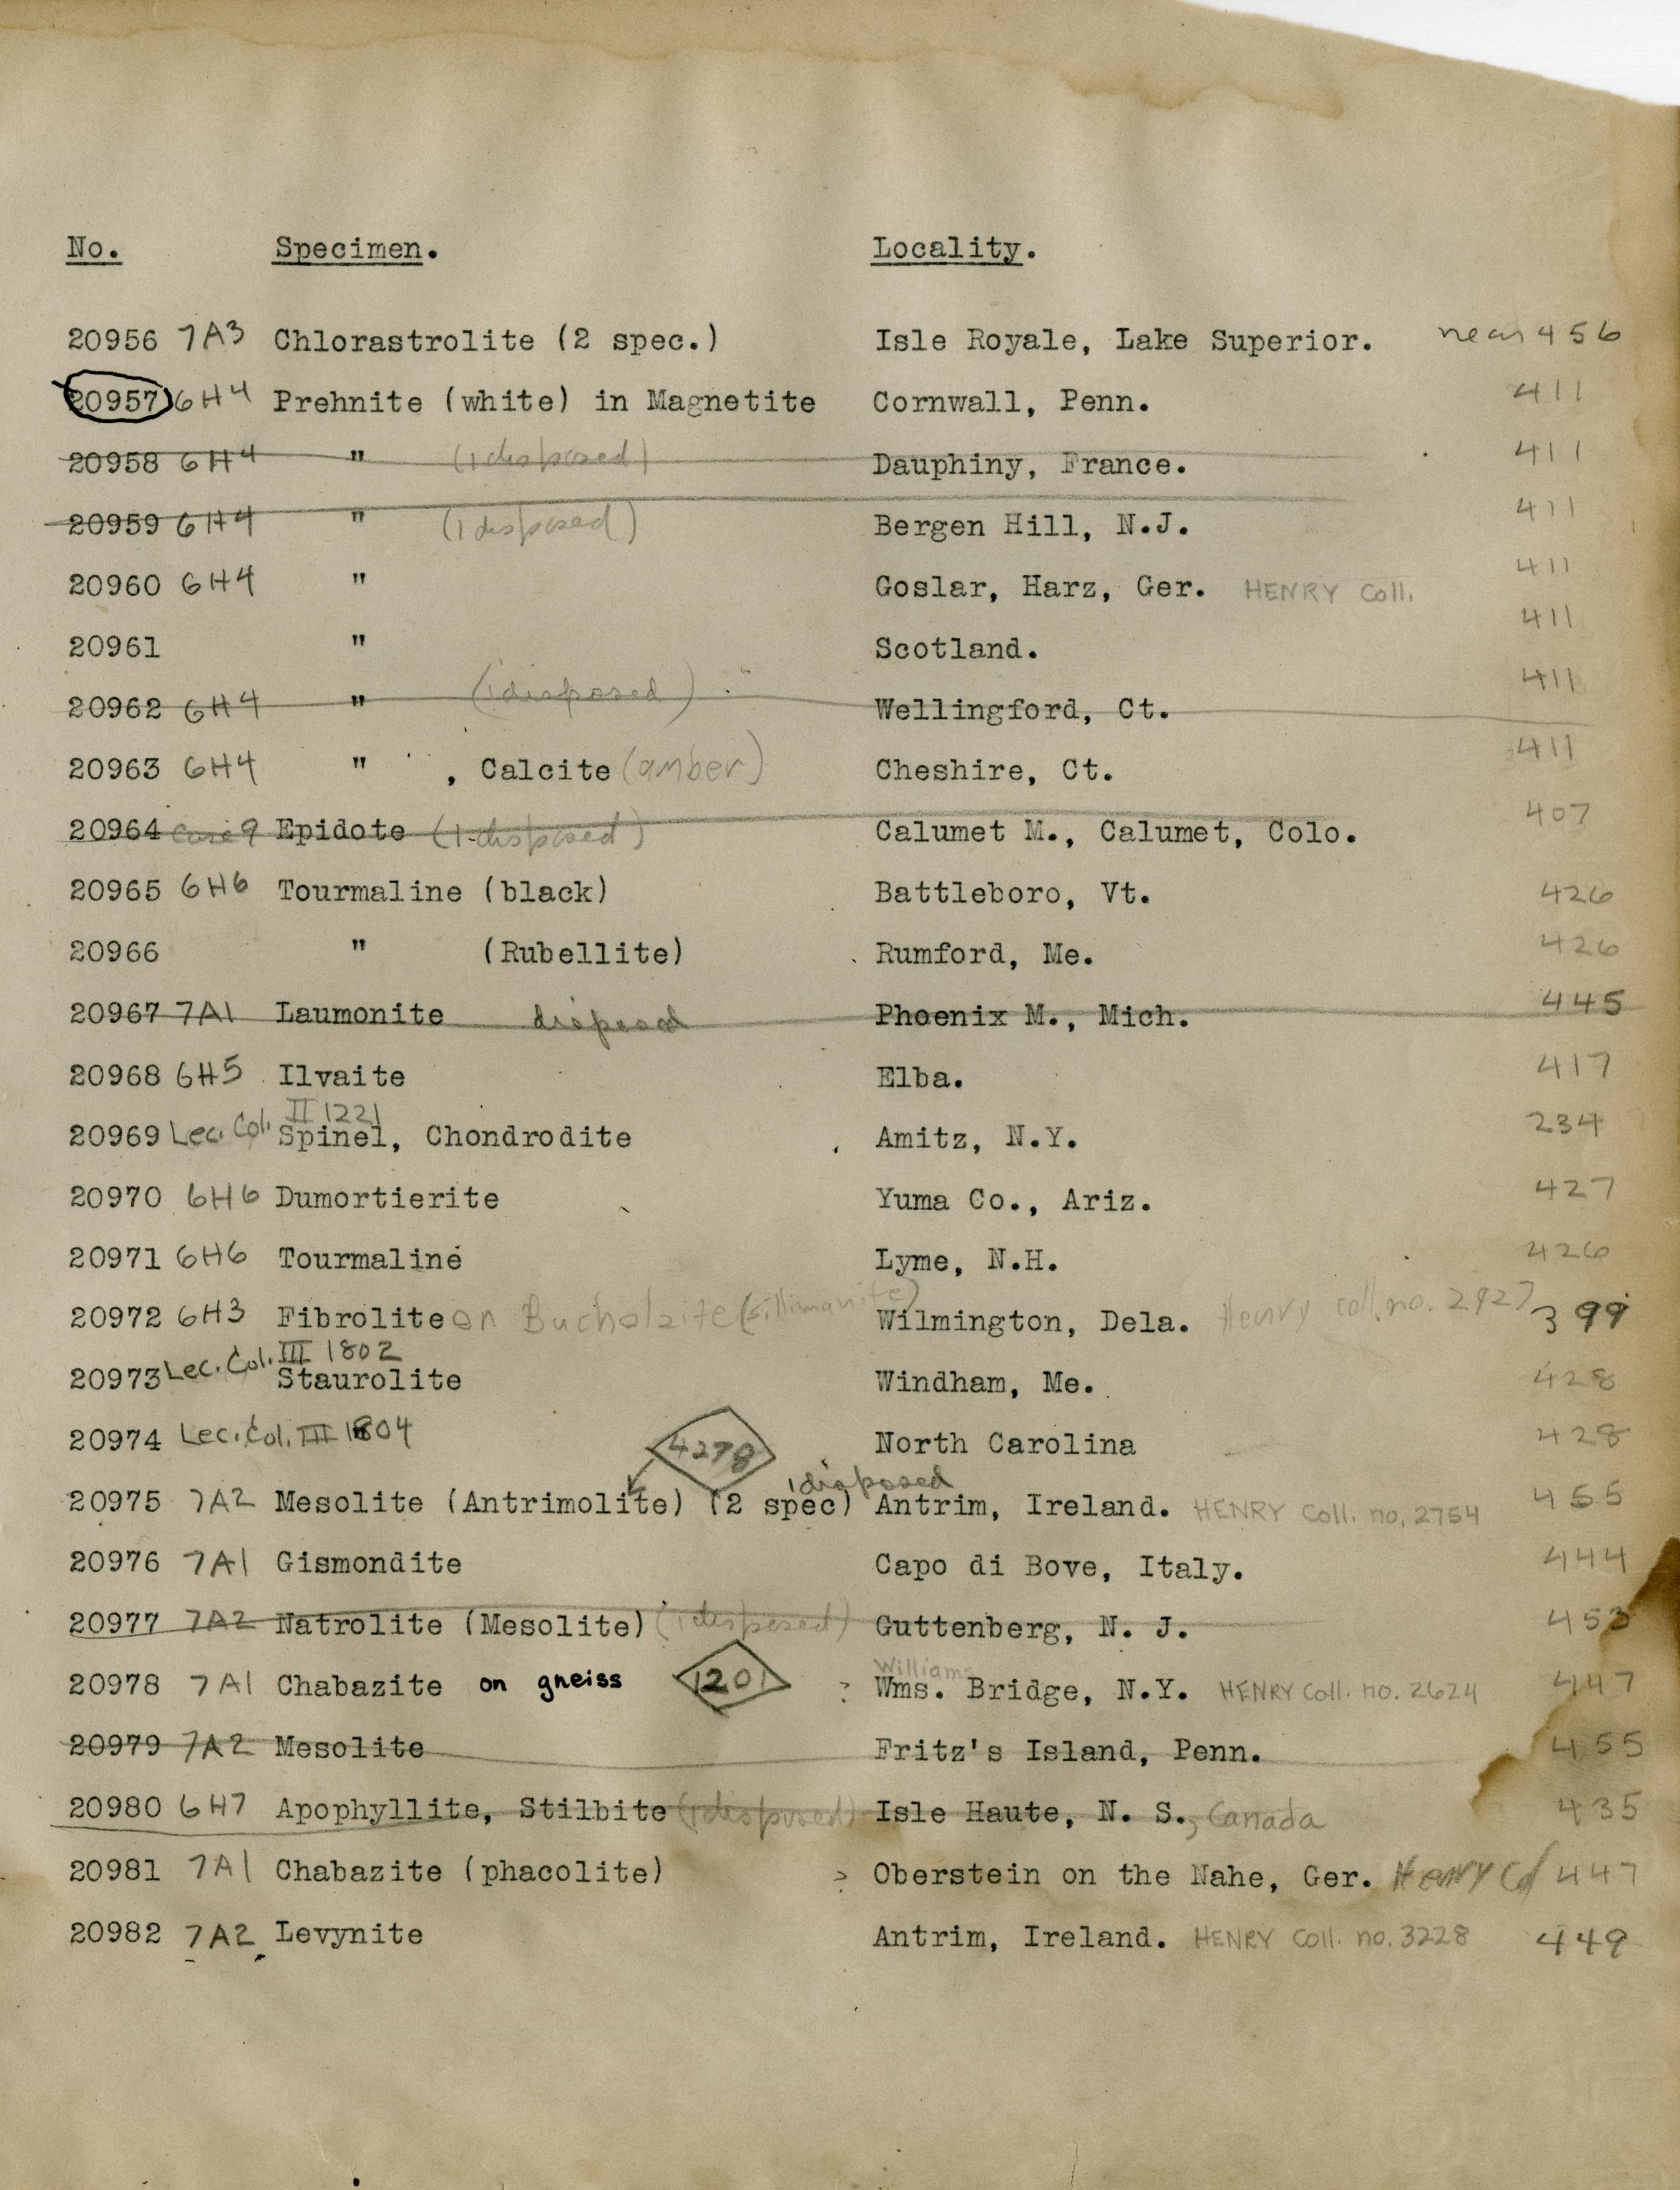 No. Specimen. Locality.
20956 7A3 Chlorastrolite (2 spec.) Isle Royale, Lake Superior. near 456
20957 6H4 Prehnite (white) in Magnetite Cornwall, Penn. 411
20958 6H4 " (1 disposed) Dauphiny, France. 411
20959 6H4 " (1 disposed) Bergen Hill, N.J. 411
20960 6H4 " Goslar, Harz, Ger. HENRY Coll. 411
20961 " Scotland. 411
20962 6H4 " (1 disposed) Wellingford, Ct. 411
20963 6H4 " , Calcite (amber) Cheshire, Ct. 411
20964 Case 9 Epidote (1 disposed) Calumet M., Calumet, Colo. 407
20965 6H6 Tourmaline (black) Battleboro, Vt. 426
20966 " (Rubellite) Rumford, Me. 426
20967 7A1 Laumonite disposed Phoenix M., Mich. 445
20968 6H5 Ilvaite Elba. 417
II 1221
20969 Lec. Col. Spinel, Chondrodite Amitz, N.Y. 234
20970 6H6 Dumortierite Yuma Co., Ariz. 427
20971 6H6 Tourmaline Lyme, N.H. 426
20972 6H3 Fibrolite on Bucholzite (sillimanite) Wilmington, Dela. Henry coll. no. 2927 399
III 1802
20973 Lec. Col. Staurolite Windham, Me. 428
20974 Lec. Col. III 1804 North Carolina 428
4278
1 disposed
20975 7A2 Mesolite (Antrimolite) (2 spec) Antrim, Ireland. HENRY Coll. no. 2754 455
20976 7A1 Gismondite Capo di Bove, Italy. 444
20977 7A2 Natrolite (Mesolite) (1 disposed) Guttenberg, N. J. 453
Williams
20978 7A1 Chabazite on gneiss 1201 ? Wms. Bridge, N.Y. HENRY Coll. no. 2624 447
20979 7A2 Mesolite Fritz's Island, Penn. 455
20980 6H7 Apophyllite, Stilbite (1 disposed) Isle Haute, N. S., Canada 435
20981 7A1 Chabazite (phacolite) ? Oberstein on the Nahe, Ger. Henry Cl 447
20982 7A2 Levynite Antrim, Ireland. HENRY Coll. no. 3228 449